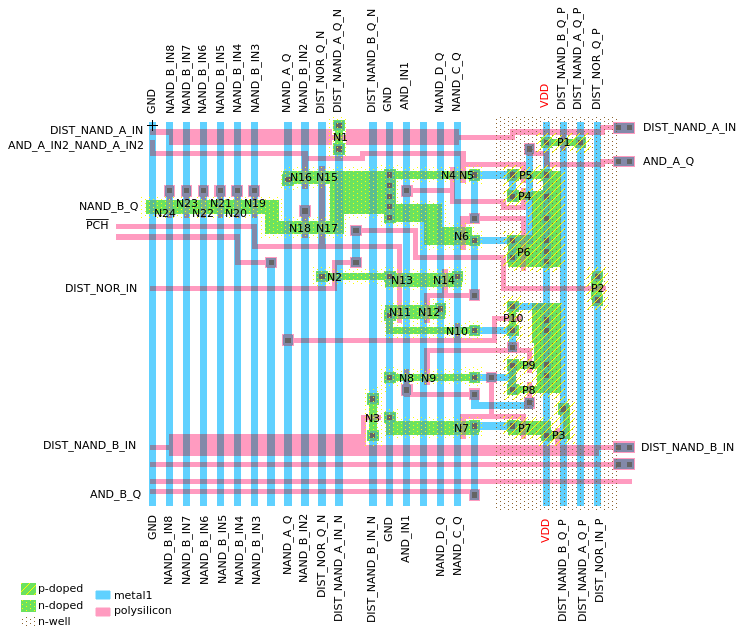 GND
NAND_B_IN8
NAND_B_IN7
NAND_B_IN6
NAND_B_IN5
NAND_B_IN4
NAND_B_IN3
NAND_A_Q
NAND_B_IN2
DIST_NOR_Q_N
DIST_NAND_A_Q_N
DIST_NAND_B_Q_N
GND
AND_IN1
NAND_D_Q
NAND_C_Q
VDD
DIST_NAND_B_Q_P
DIST_NAND_A_Q_P
DIST_NOR_Q_P
DIST_NAND_A_IN
DIST_NAND_A_IN
N1
P1
AND_A_IN2_NAND_A_IN2
AND_A_Q
N16 N15 N4 N5 P5
P4
N23 N21 N19
NAND_B_Q
N24 N22 N20
PCH
N18 N17
N6
P6
N2
N13 N14
DIST_NOR_IN
P2
N11 N12
P10
N10
P9
N8 N9
P8
N3
N7 P7
P3
DIST_NAND_B_IN
DIST_NAND_B_IN
AND_B_Q
GND
NAND_B_IN8
NAND_B_IN7
NAND_B_IN6
NAND_B_IN5
NAND_B_IN4
NAND_B_IN3
NAND_A_Q
NAND_B_IN2
DIST_NOR_Q_N
DIST_NAND_A_IN_N
DIST_NAND_B_IN_N
GND
AND_IN1
NAND_D_Q
NAND_C_Q
VDD
DIST_NAND_B_Q_P
DIST_NAND_A_Q_P
DIST_NOR_IN_P
p-doped
n-doped
n-well
metal1
polysilicon